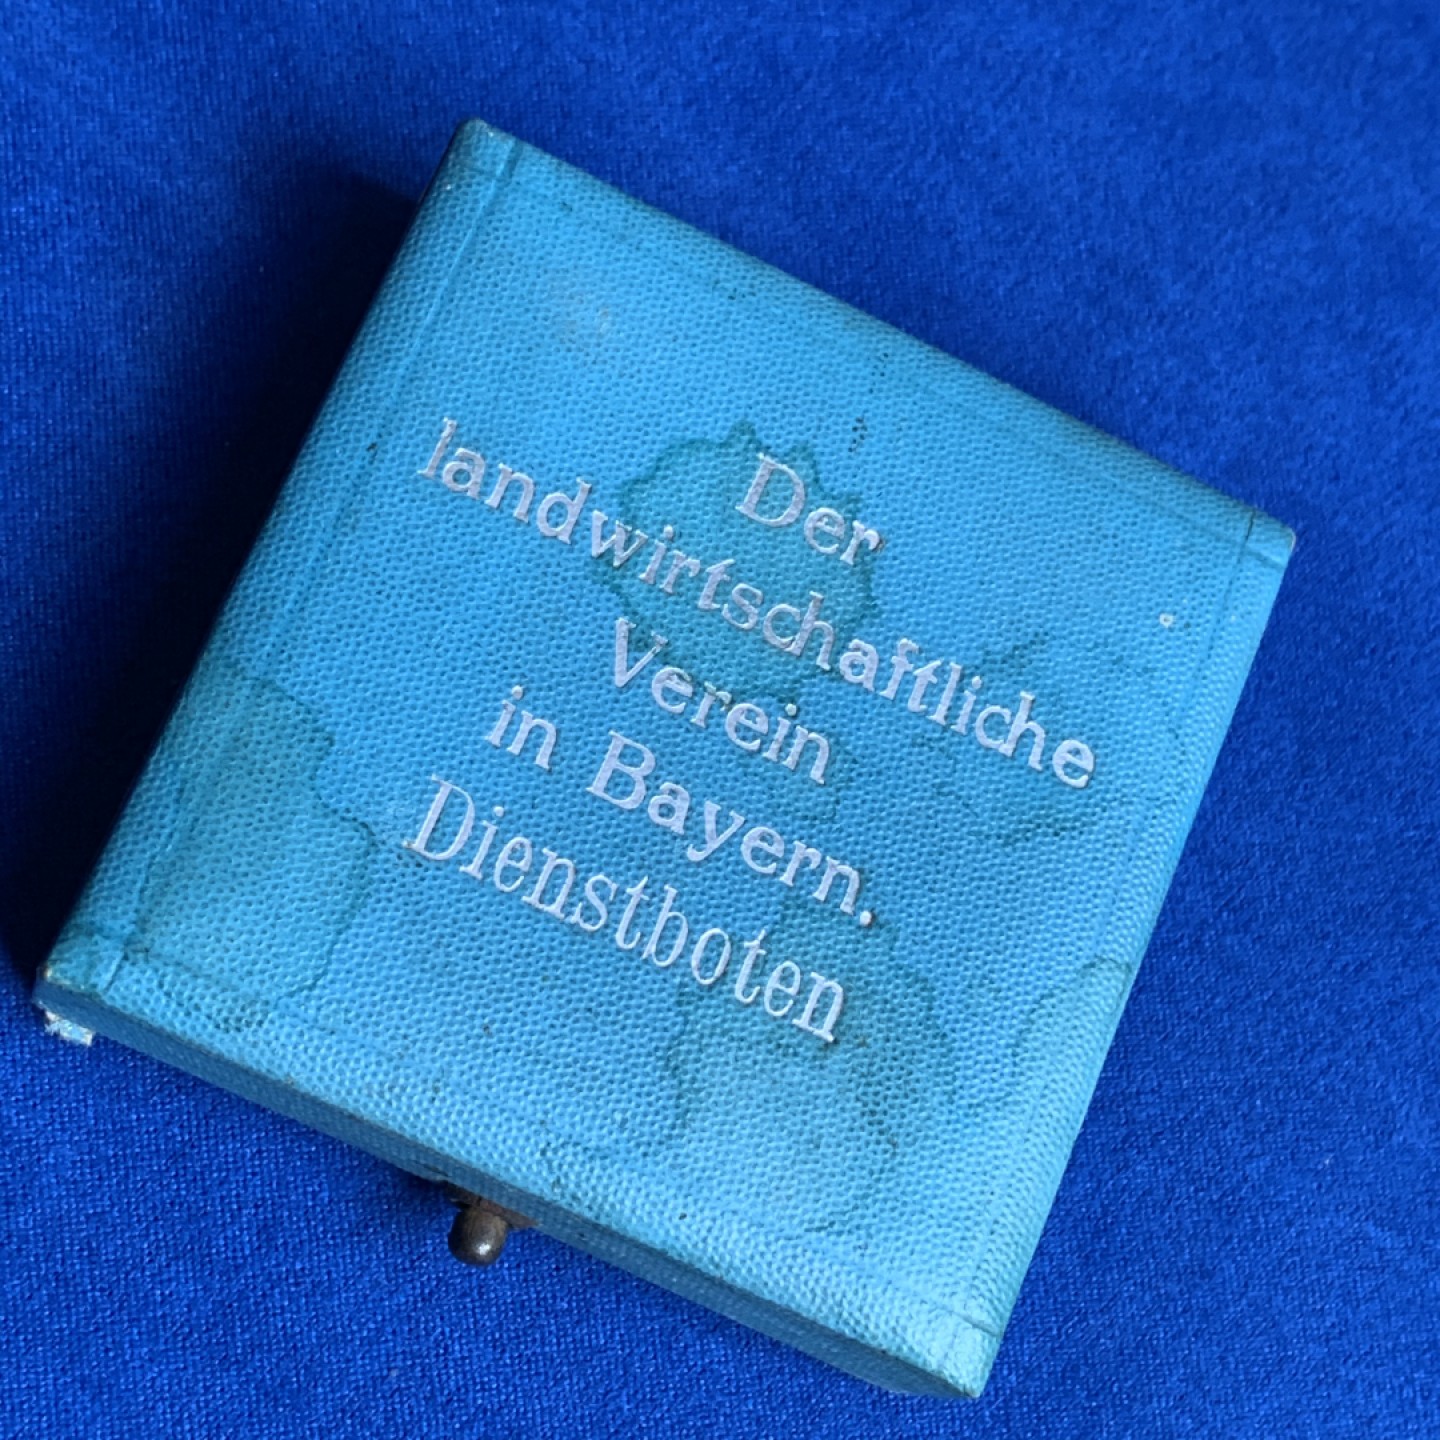 Der
landwirtschaftliche
Verein
in Bayern.
Dienstboten